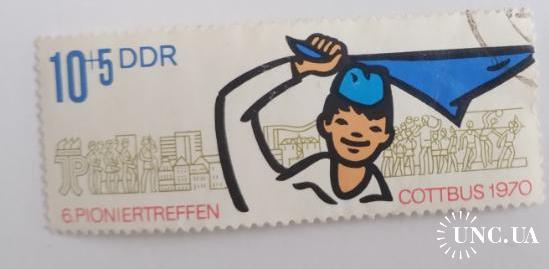 10+5 DDR
6.PIONIERTREFFEN
COTTBUS 1970
UNC.UA